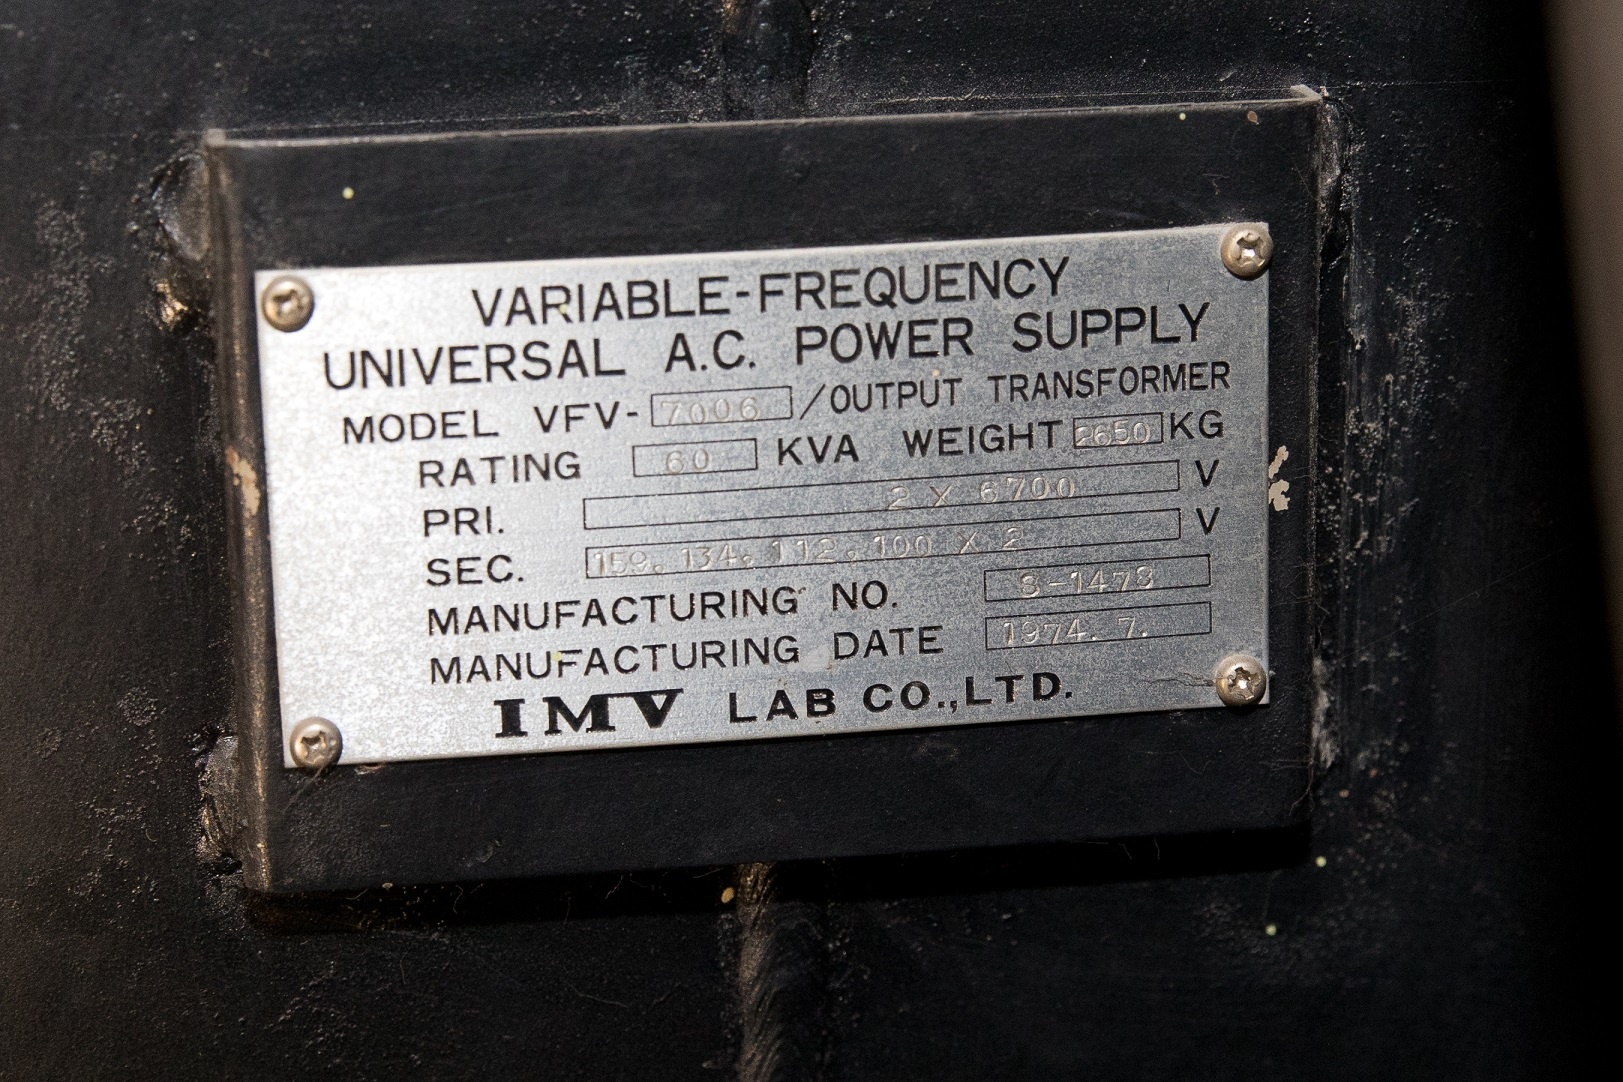 VARIABLE-FREQUENCY
UNIVERSAL A.C. POWER SUPPLY
MODEL VFV-7006/OUTPUT TRANSFORMER
RATING 60 KVA WEIGHT 2650 KG
PRI. 2 X 6700 V
SEC. 159. 134. 112. 100 X 2 V
MANUFACTURING NO. 8-1478
MANUFACTURING DATE 1974. 7.
IMV LAB CO.,LTD.